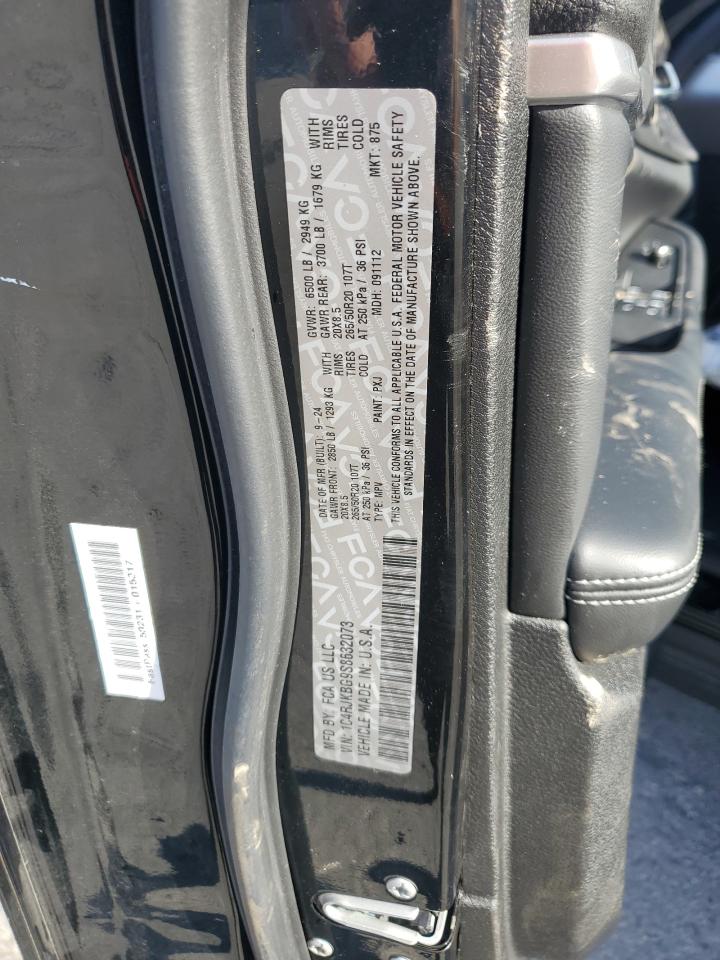 MFD BY: FCA US LLC
DATE OF MFR (BUILT): 9-24
GVWR: 6500 LB / 2949 KG
GAWR FRONT: 2850 LB / 1293 KG WITH
20X8.5 RIMS
265/50R20 107T TIRES
AT 250 kPa / 36 PSI COLD
GAWR REAR: 3700 LB / 1679 KG WITH
20X8.5 RIMS
265/50R20 107T TIRES
AT 250 kPa / 36 PSI COLD
VIN: 1C4RJKBG9S8632073
TYPE: MPV PAINT: PXJ MDH: 091112 MKT: 875
VEHICLE MADE IN: U.S.A.
THIS VEHICLE CONFORMS TO ALL APPLICABLE U.S.A. FEDERAL MOTOR VEHICLE SAFETY
STANDARDS IN EFFECT ON THE DATE OF MANUFACTURE SHOWN ABOVE.